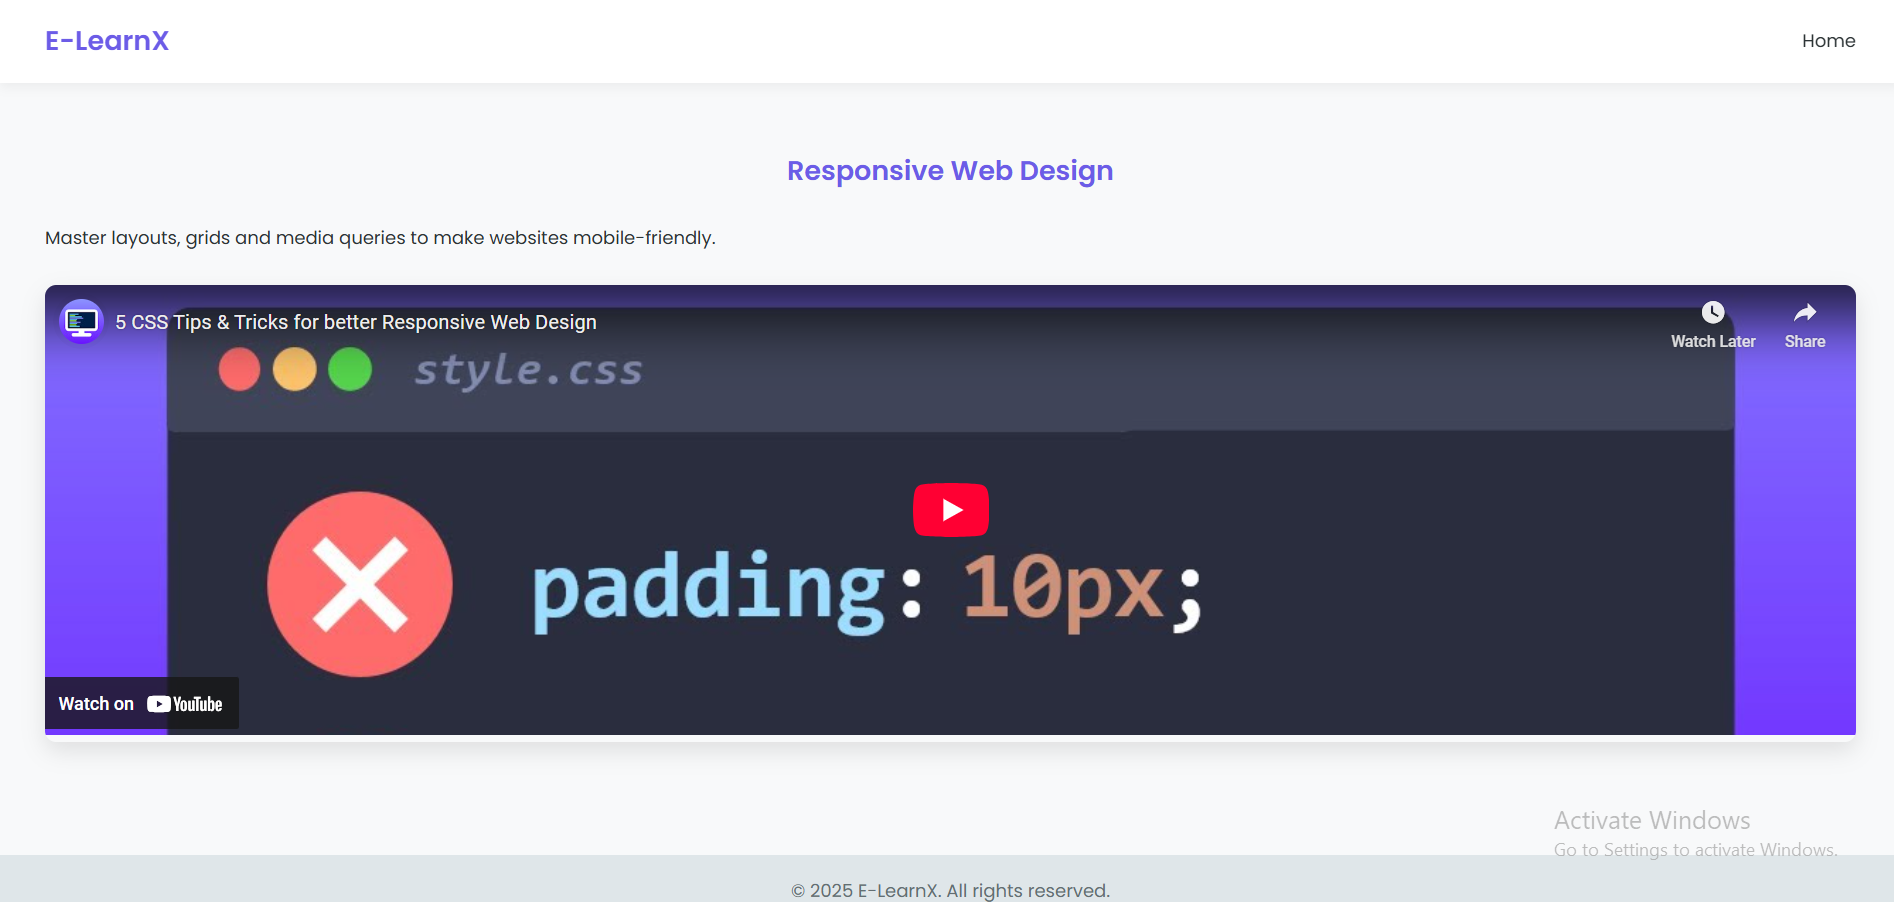 E-LearnX
Home
Responsive Web Design
Master layouts, grids and media queries to make websites mobile-friendly.
5 CSS Tips & Tricks for better Responsive Web Design
Watch Later
Share
style.css
padding: 10px;
Watch on YouTube
Activate Windows
Go to Settings to activate Windows.
© 2025 E-LearnX. All rights reserved.